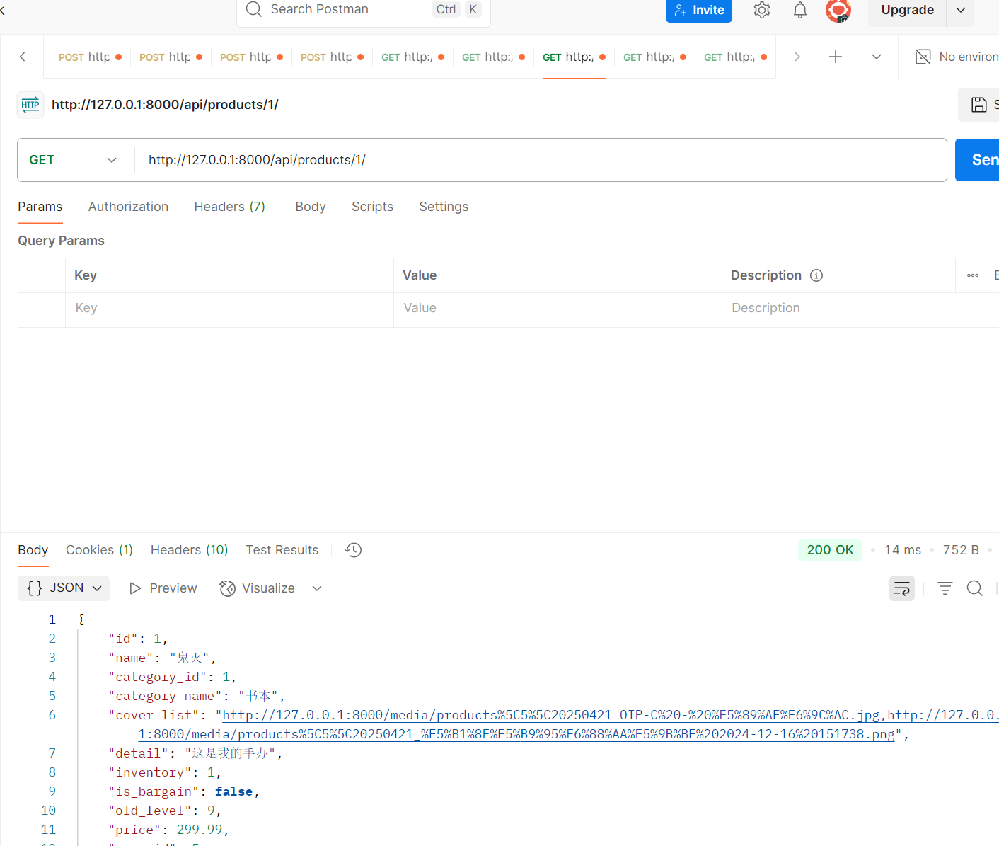 Search Postman Ctrl K Invite Upgrade
POST http POST http POST http POST http GET http:/ GET http:/ GET http:/ GET http:/ GET http:/ No environ
HTTP http://127.0.0.1:8000/api/products/1/ S
GET http://127.0.0.1:8000/api/products/1/ Sen
Params Authorization Headers (7) Body Scripts Settings
Query Params
Key Value Description
Key Value Description
Body Cookies (1) Headers (10) Test Results 200 OK 14 ms 752 B
{} JSON Preview Visualize
1 {
2 "id": 1,
3 "name": "鬼灭",
4 "category_id": 1,
5 "category_name": "书本",
6 "cover_list": "http://127.0.0.1:8000/media/products%5C5%5C20250421_OIP-C%20-%20%E5%89%AF%E6%9C%AC.jpg,http://127.0.0.
1:8000/media/products%5C5%5C20250421_%E5%B1%8F%E5%B9%95%E6%88%AA%E5%9B%BE%202024-12-16%20151738.png",
7 "detail": "这是我的手办",
8 "inventory": 1,
9 "is_bargain": false,
10 "old_level": 9,
11 "price": 299.99,